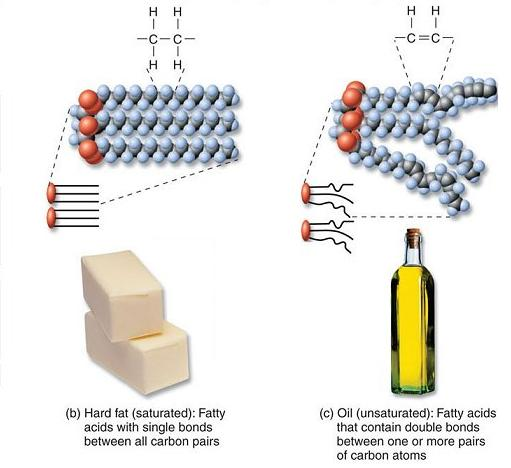 H H
C C
H H
H H
C C
(b) Hard fat (saturated): Fatty
acids with single bonds
between all carbon pairs
(c) Oil (unsaturated): Fatty acids
that contain double bonds
between one or more pairs
of carbon atoms